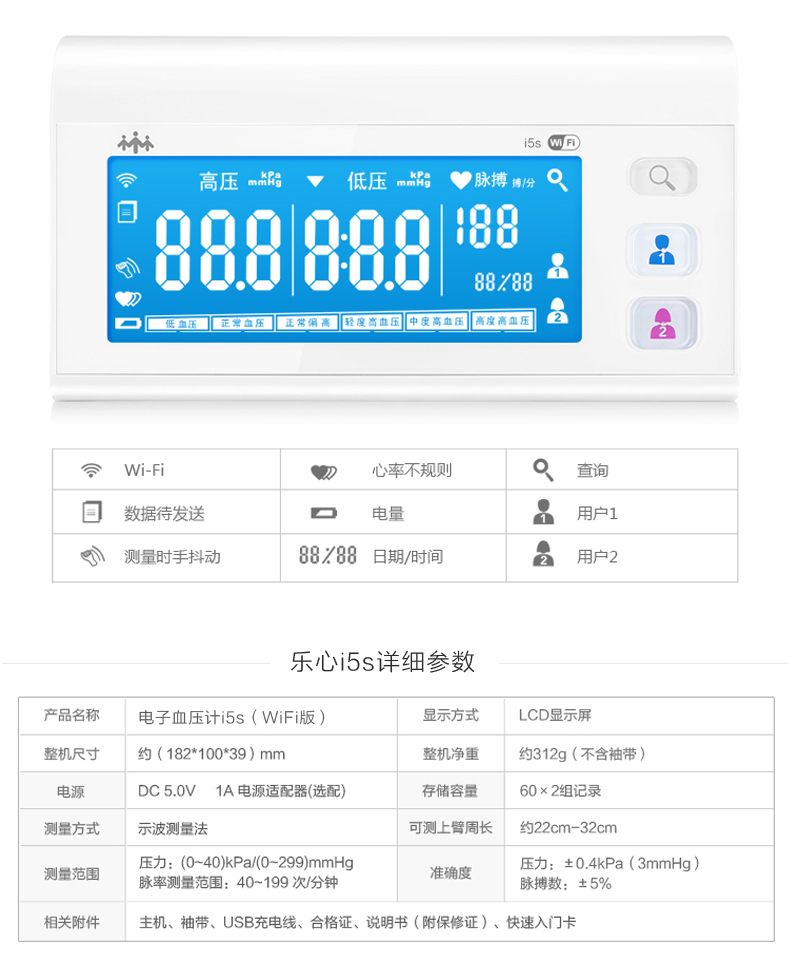 i5s WiFi
高压 kPa mmHg 低压 kPa mmHg 脉搏 搏/分
88.8 8:8.8 188
88/88
1
2
低血压 正常血压 正常偏高 轻度高血压 中度高血压 高度高血压
1
2
Wi-Fi 心率不规则 查询
数据待发送 电量 1 用户1
测量时手抖动 88/88 日期/时间 2 用户2
乐心i5s详细参数
产品名称 电子血压计i5s（WiFi版） 显示方式 LCD显示屏
整机尺寸 约（182*100*39）mm 整机净重 约312g（不含袖带）
电源 DC 5.0V 1A 电源适配器(选配) 存储容量 60×2组记录
测量方式 示波测量法 可测上臂周长 约22cm-32cm
测量范围 压力：(0~40)kPa/(0~299)mmHg
脉率测量范围：40~199 次/分钟
准确度 压力：±0.4kPa（3mmHg）
脉搏数：±5%
相关附件 主机、袖带、USB充电线、合格证、说明书（附保修证）、快速入门卡